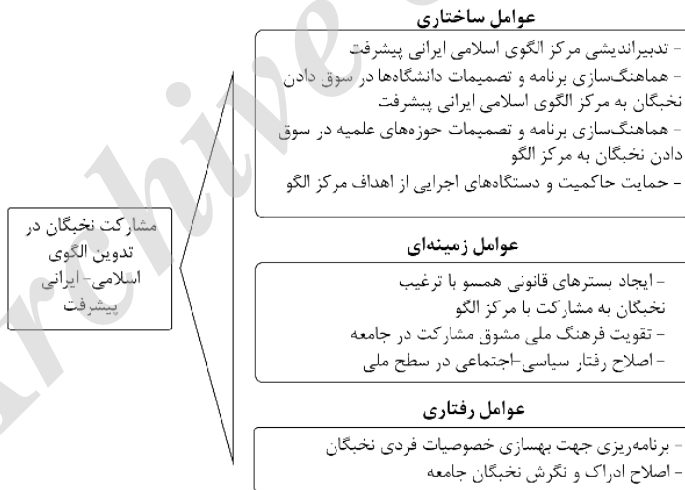 عوامل ساختاری
- تدبیراندیشی مرکز الگوی اسلامی ایرانی پیشرفت
- هماهنگ‌سازی برنامه و تصمیمات دانشگاه‌ها در سوق دادن
نخبگان به مرکز الگوی اسلامی ایرانی پیشرفت
- هماهنگ‌سازی برنامه و تصمیمات حوزه‌های علمیه در سوق
دادن نخبگان به مرکز الگو
- حمایت حاکمیت و دستگاه‌های اجرایی از اهداف مرکز الگو
مشارکت نخبگان در
تدوین الگوی
اسلامی- ایرانی
پیشرفت
عوامل زمینه‌ای
- ایجاد بسترهای قانونی همسو با ترغیب
نخبگان به مشارکت با مرکز الگو
- تقویت فرهنگ ملی مشوق مشارکت در جامعه
- اصلاح رفتار سیاسی-اجتماعی در سطح ملی
عوامل رفتاری
- برنامه‌ریزی جهت بهسازی خصوصیات فردی نخبگان
- اصلاح ادراک و نگرش نخبگان جامعه
Archive